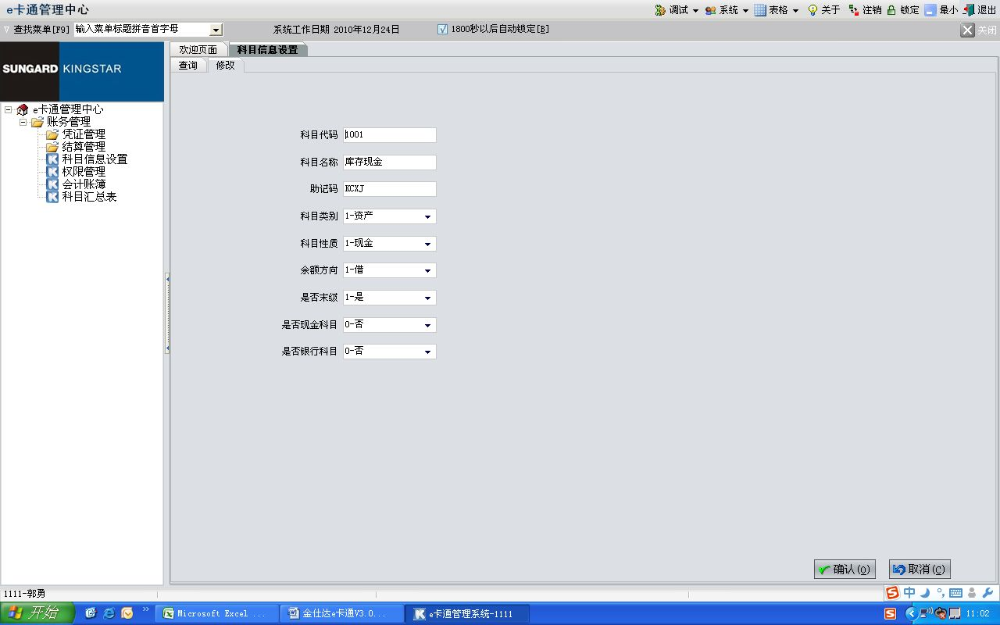 e卡通管理中心
调试 系统 表格 关于 注销 锁定 最小 退出
查找菜单[F9] 输入菜单标题拼音首字母 系统工作日期 2010年12月24日 1800秒以后自动锁定[B] 关闭
SUNGARD KINGSTAR
欢迎页面 科目信息设置
查询 修改
e卡通管理中心
账务管理
凭证管理
结算管理
科目信息设置
权限管理
会计账簿
科目汇总表
科目代码 1001
科目名称 库存现金
助记码 KCXJ
科目类别 1-资产
科目性质 1-现金
余额方向 1-借
是否末级 1-是
是否现金科目 0-否
是否银行科目 0-否
确认(O) 取消(C)
1111-郭勇
中
开始 Microsoft Excel ... 金仕达e卡通V3.0... e卡通管理系统-1111 11:02